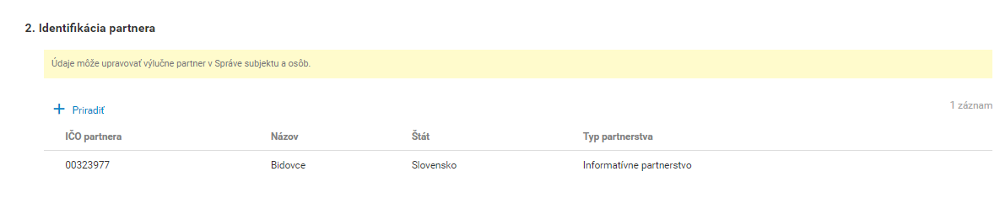 2. Identifikácia partnera
Údaje môže upravovať výlučne partner v Správe subjektu a osôb.
+ Priradiť
1 záznam
IČO partnera Názov Štát Typ partnerstva
00323977 Bidovce Slovensko Informatívne partnerstvo